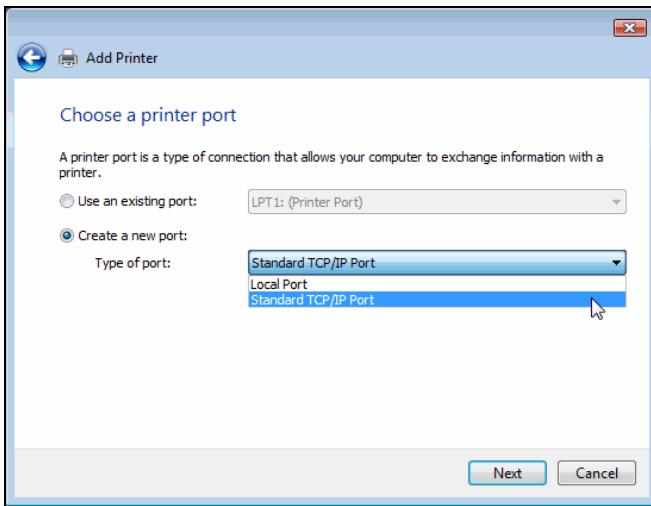 Add Printer
Choose a printer port
A printer port is a type of connection that allows your computer to exchange information with a
printer.
Use an existing port: LPT1: (Printer Port)
Create a new port:
Type of port: Standard TCP/IP Port
Local Port
Standard TCP/IP Port
Next Cancel